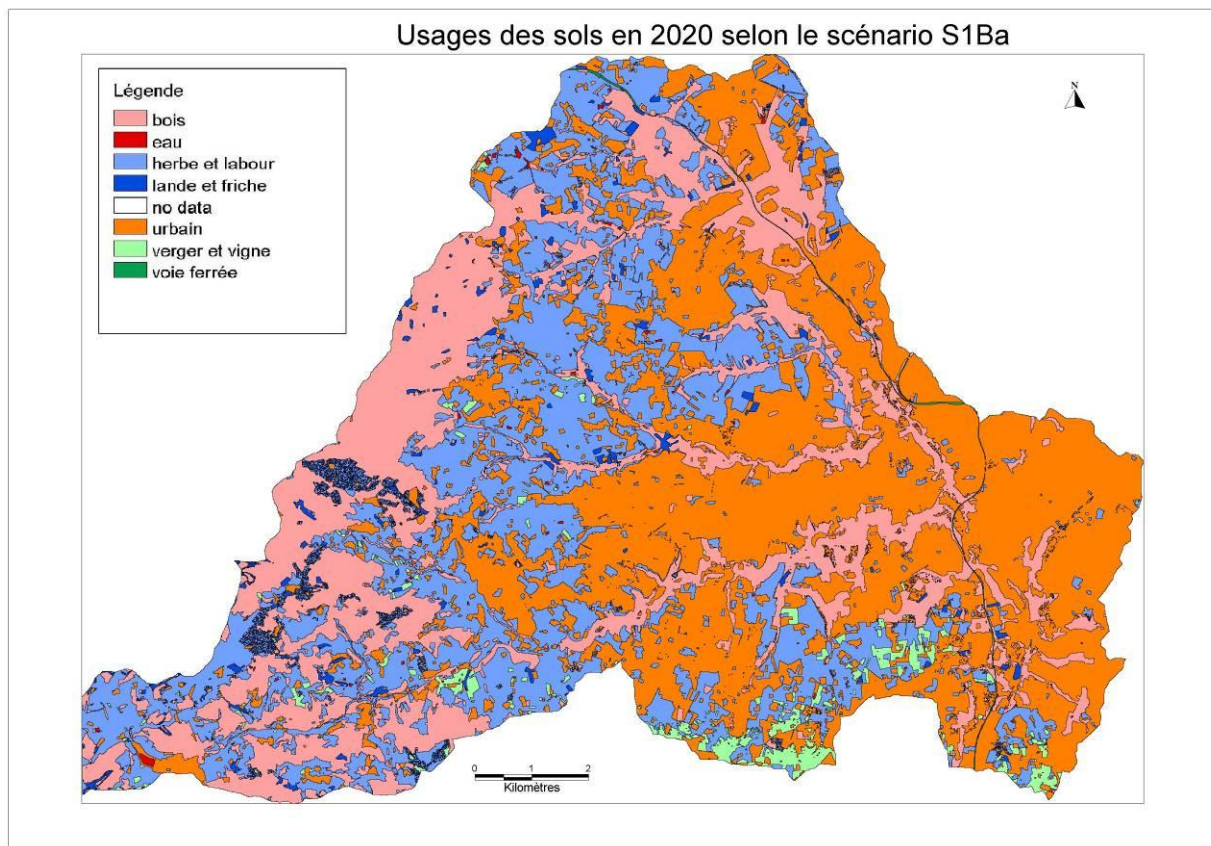 Usages des sols en 2020 selon le scénario S1Ba
Légende
bois
eau
herbe et labour
lande et friche
no data
urbain
verger et vigne
voie ferrée
N
0 1 2
Kilomètres